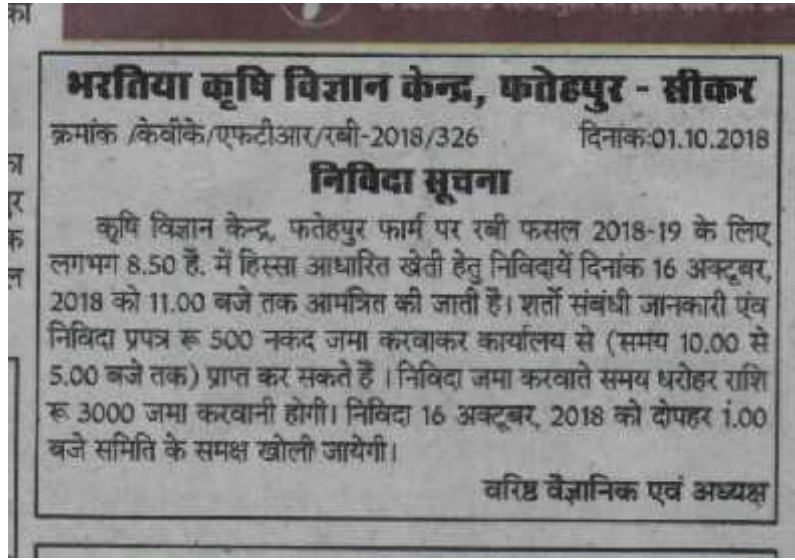 का
भरतिया कृषि विज्ञान केन्द्र, फतेहपुर - सीकर
क्रमांक /केवीके/एफटीआर/रबी-2018/326 दिनांक:01.10.2018
निविदा सूचना
कृषि विज्ञान केन्द्र, फतेहपुर फार्म पर रबी फसल 2018-19 के लिए
लगभग 8.50 है. में हिस्सा आधारित खेती हेतु निविदायें दिनांक 16 अक्टूबर,
2018 को 11.00 बजे तक आमंत्रित की जाती है। शर्तो संबंधी जानकारी एंव
निविदा प्रपत्र रू 500 नकद जमा करवाकर कार्यालय से (समय 10.00 से
5.00 बजे तक) प्राप्त कर सकते हैं । निविदा जमा करवाते समय धरोहर राशि
रू 3000 जमा करवानी होगी। निविदा 16 अक्टूबर, 2018 को दोपहर 1.00
बजे समिति के समक्ष खोली जायेगी।
वरिष्ठ वैज्ञानिक एवं अध्यक्ष